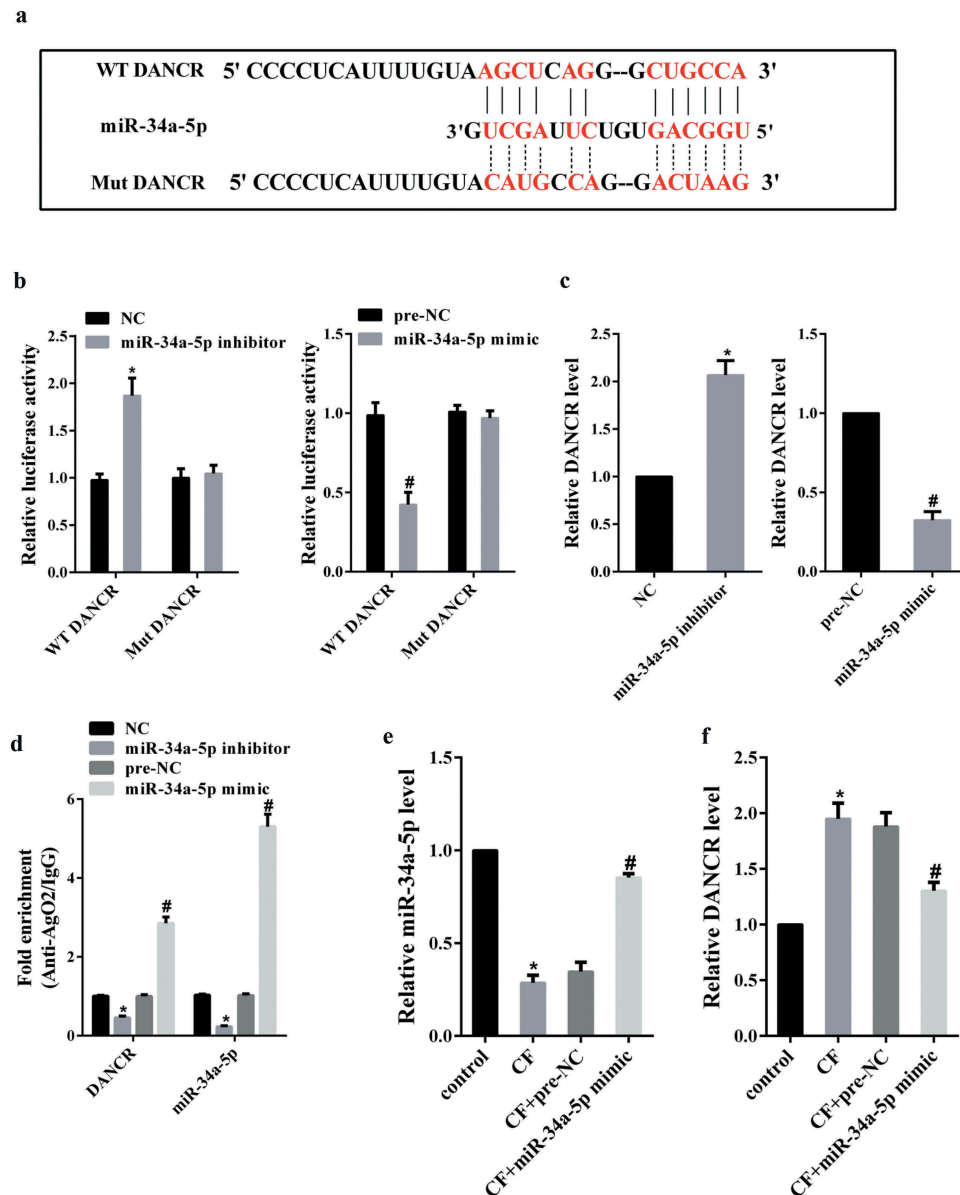 a
WT DANCR 5' CCCCUCAUUUUGUAAGCUCAGG--GCUGCCA 3'
miR-34a-5p 3'GUCGAUUCUGUGACGGU 5'
Mut DANCR 5' CCCCUCAUUUUGUACAUGCCAG--GACUAAG 3'
b
NC
miR-34a-5p inhibitor
Relative luciferase activity
2.5
2.0
1.5
1.0
0.5
0.0
*
WT DANCR
Mut DANCR
pre-NC
miR-34a-5p mimic
Relative luciferase activity
1.5
1.0
0.5
0.0
#
WT DANCR
Mut DANCR
c
Relative DANCR level
2.5
2.0
1.5
1.0
0.5
0.0
*
NC
miR-34a-5p inhibitor
Relative DANCR level
1.5
1.0
0.5
0.0
#
pre-NC
miR-34a-5p mimic
d
NC
miR-34a-5p inhibitor
pre-NC
miR-34a-5p mimic
Fold enrichment
(Anti-AgO2/IgG)
6
4
2
0
*
#
*
#
DANCR
miR-34a-5p
e
Relative miR-34a-5p level
1.5
1.0
0.5
0.0
*
#
control
CF
CF+pre-NC
CF+miR-34a-5p mimic
f
Relative DANCR level
2.5
2.0
1.5
1.0
0.5
0.0
*
#
control
CF
CF+pre-NC
CF+miR-34a-5p mimic